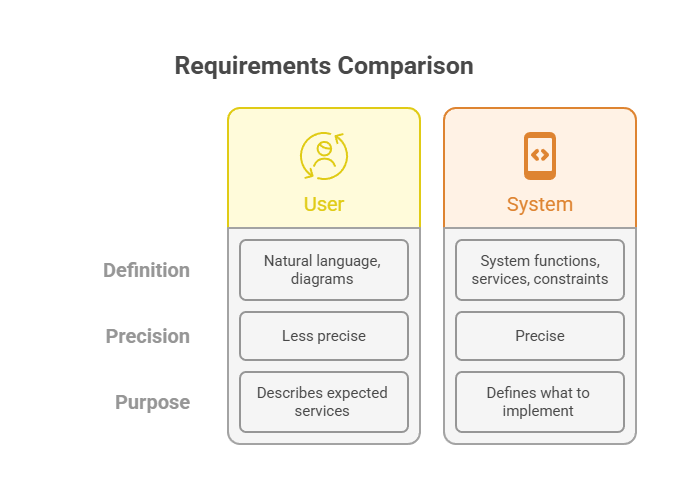 Requirements Comparison
User
System
Definition
Natural language,
diagrams
System functions,
services, constraints
Precision
Less precise
Precise
Purpose
Describes expected
services
Defines what to
implement